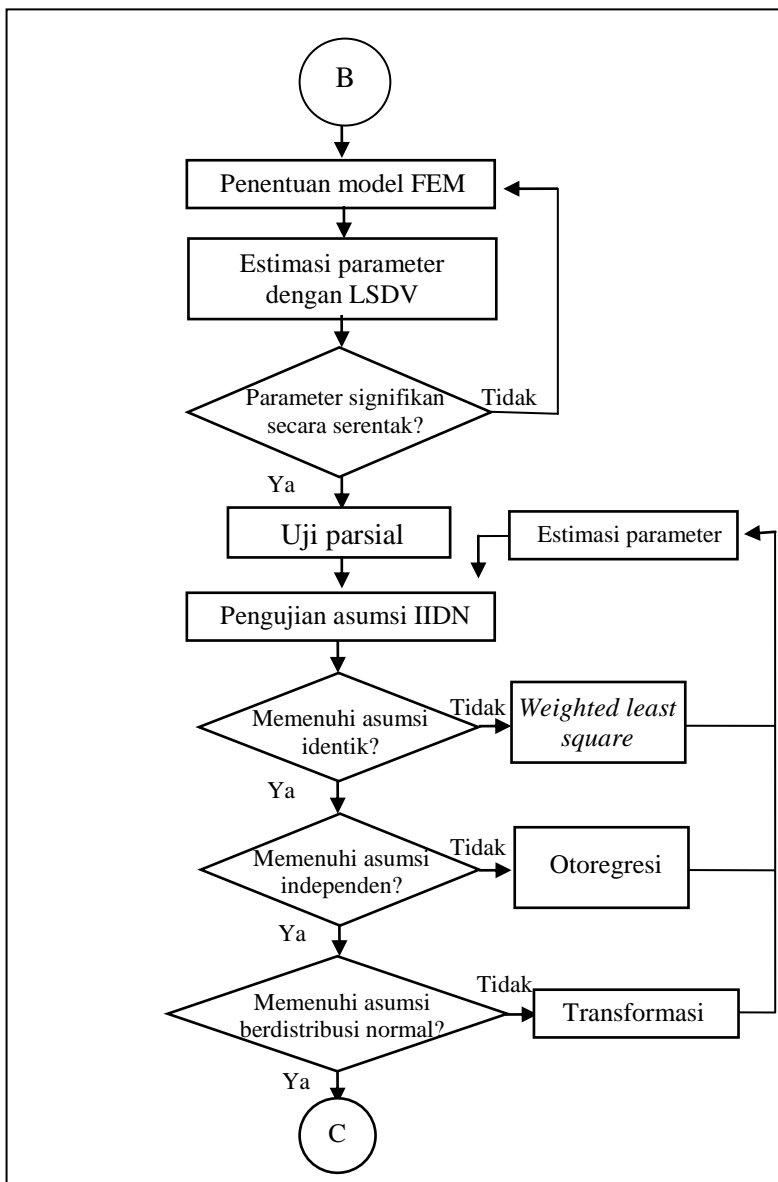 B
Penentuan model FEM
Estimasi parameter
dengan LSDV
Parameter signifikan
secara serentak?
Tidak
Ya
Uji parsial
Estimasi parameter
Pengujian asumsi IIDN
Memenuhi asumsi
identik?
Tidak
Weighted least
square
Ya
Memenuhi asumsi
independen?
Tidak
Otoregresi
Ya
Memenuhi asumsi
berdistribusi normal?
Tidak
Transformasi
Ya
C